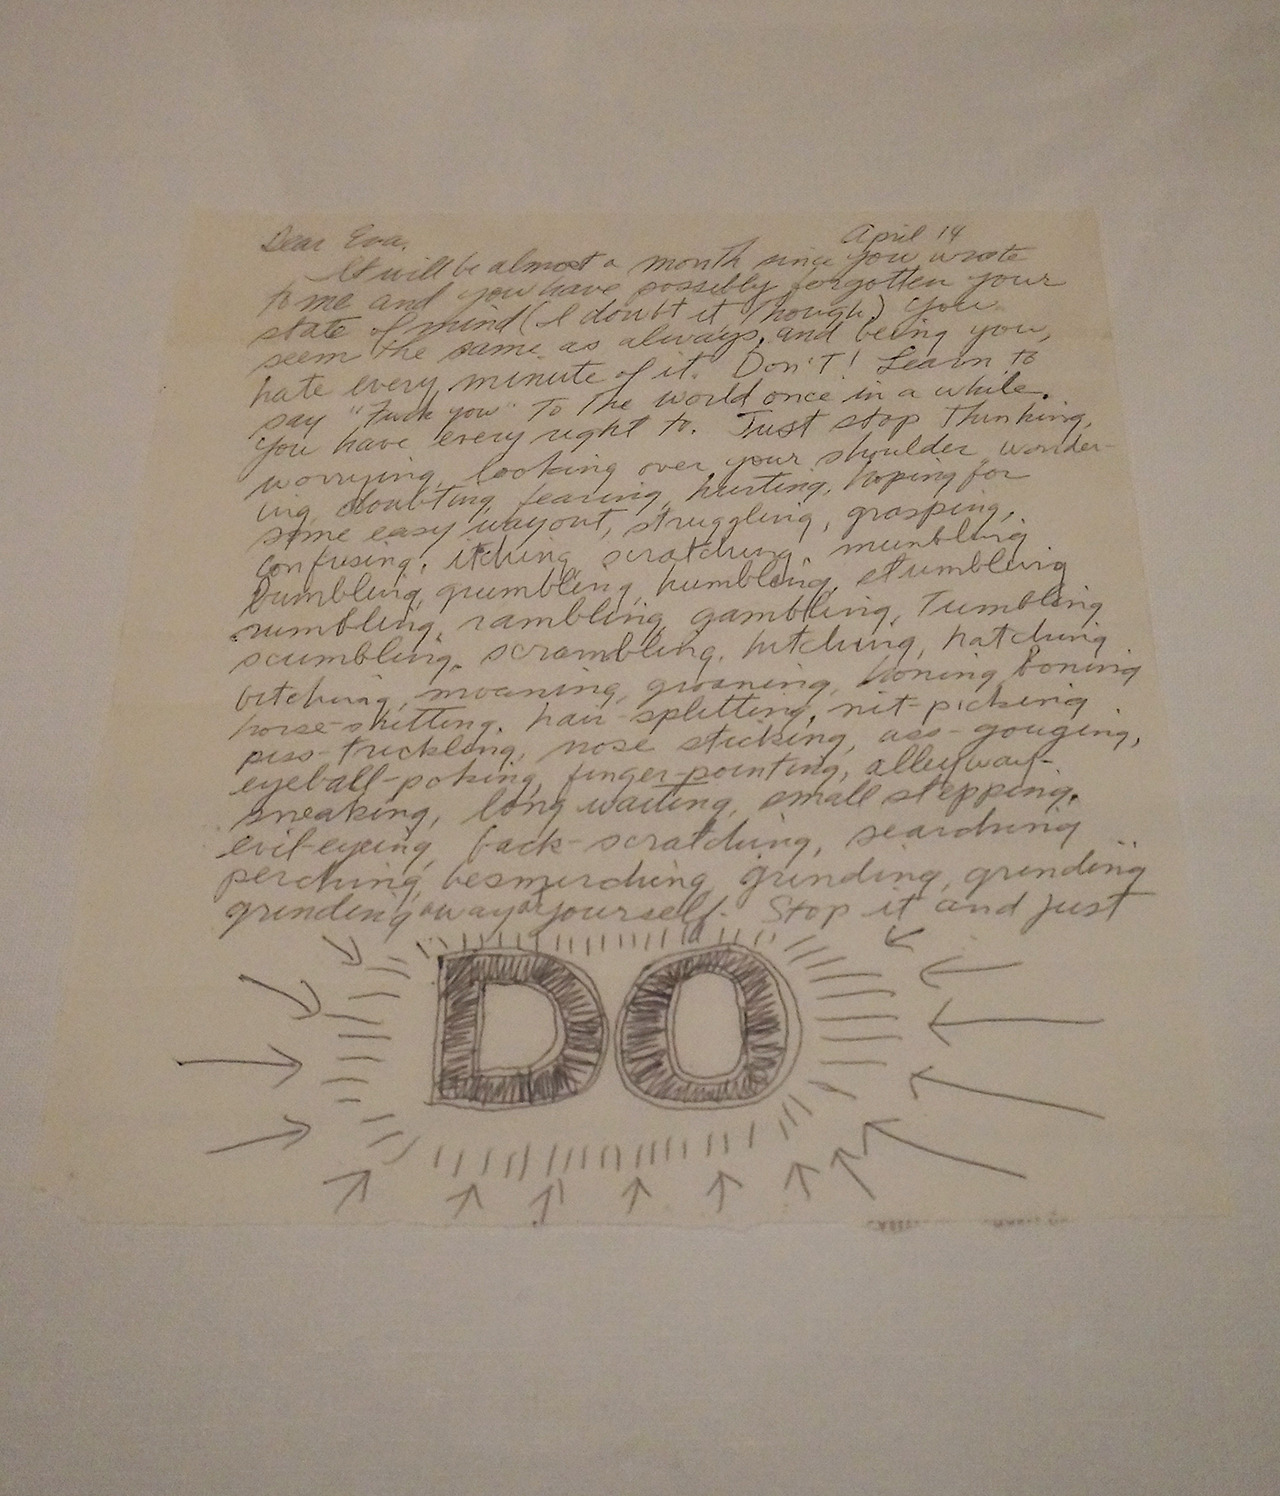 Dear Eva, April 14
It will be almost a month since you wrote
to me and you have possibly forgotten your
state of mind (I doubt it though). You
seem the same as always, and being you,
hate every minute of it. Don't! Learn to
say "Fuck you" to the world once in a while.
You have every right to. Just stop thinking,
worrying, looking over your shoulder, wonder-
ing, doubting, fearing, hurting, hoping for
some easy way out, struggling, grasping,
confusing, itching, scratching, mumbling
bumbling, grumbling, humbling, stumbling
rumbling, rambling, gambling, tumbling
scumbling, scrambling, hitching, hatching
bitching, moaning, groaning, honing, boning
horse-shitting, hair-splitting, nit-picking
piss-trickling, nose sticking, ass-gouging,
eyeball-poking, finger-pointing, alleyway-
sneaking, long waiting, small stepping,
evil-eyeing, back-scratching, searching
perching, besmirching, grinding, grinding
grinding away at yourself. Stop it and just
DO